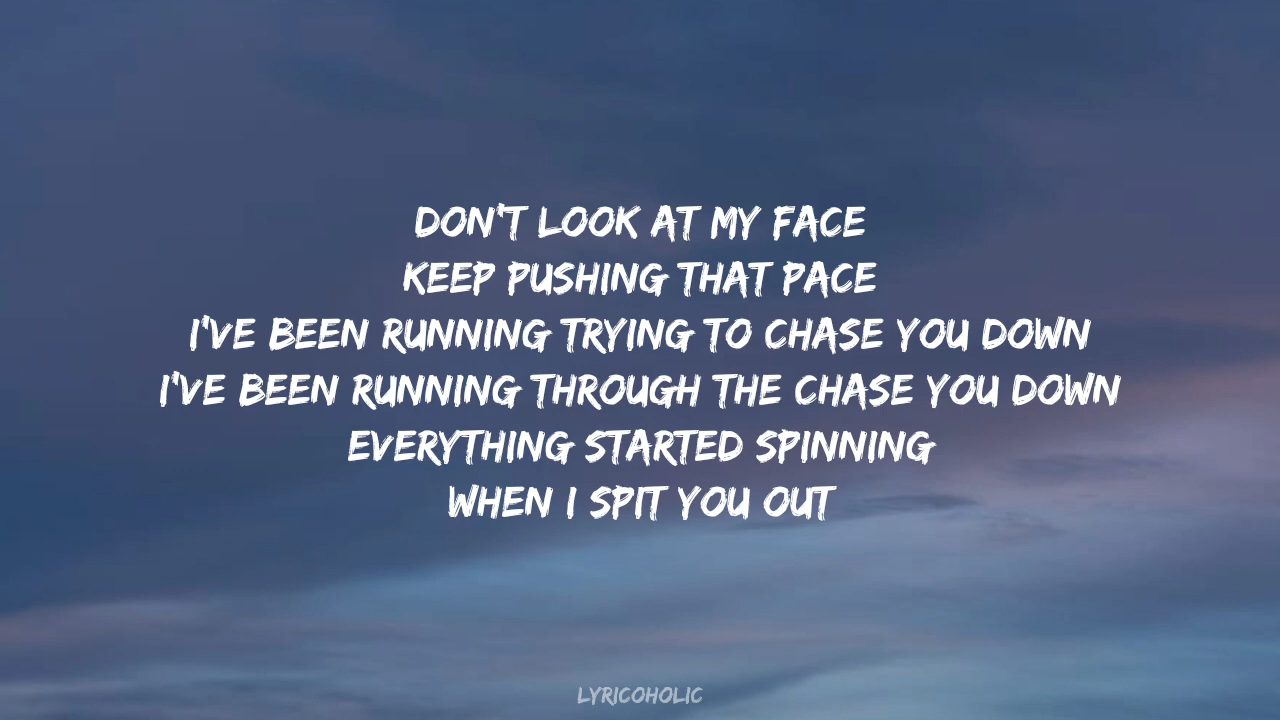 DON'T LOOK AT MY FACE
KEEP PUSHING THAT PACE
I'VE BEEN RUNNING TRYING TO CHASE YOU DOWN
I'VE BEEN RUNNING THROUGH THE CHASE YOU DOWN
EVERYTHING STARTED SPINNING
WHEN I SPIT YOU OUT
LYRICOHOLIC